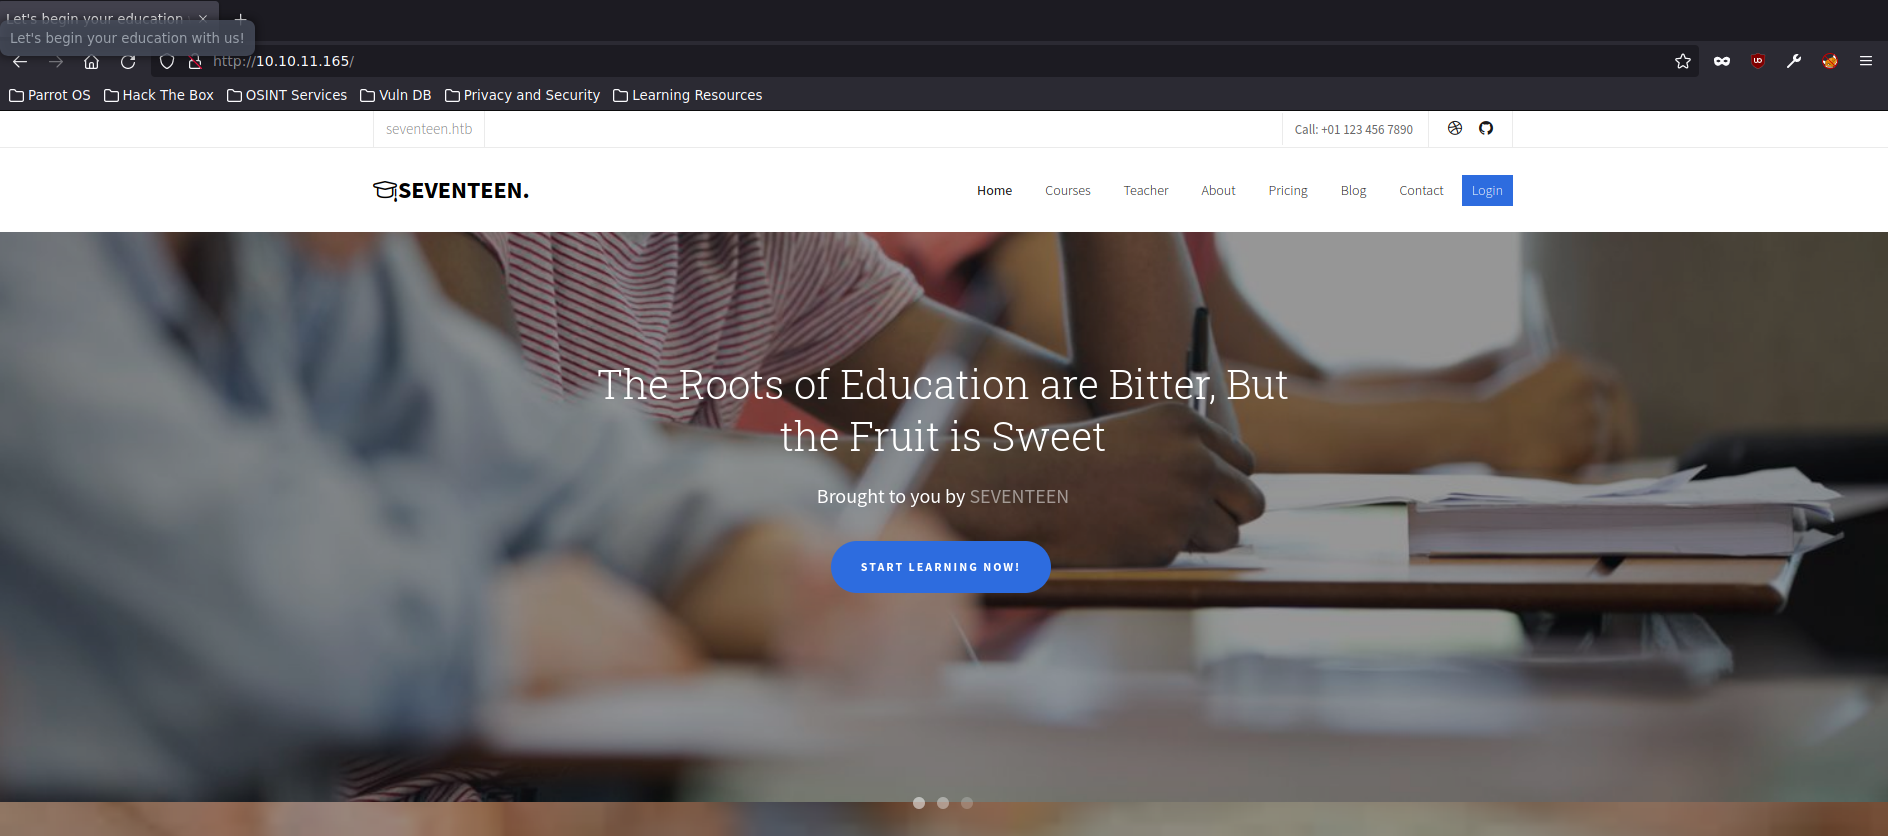 Let's begin your education
Let's begin your education with us!
http://10.10.11.165/
UO
Parrot OS Hack The Box OSINT Services Vuln DB Privacy and Security Learning Resources
seventeen.htb Call: +01 123 456 7890
SEVENTEEN. Home Courses Teacher About Pricing Blog Contact Login
The Roots of Education are Bitter, But
the Fruit is Sweet
Brought to you by SEVENTEEN
START LEARNING NOW!